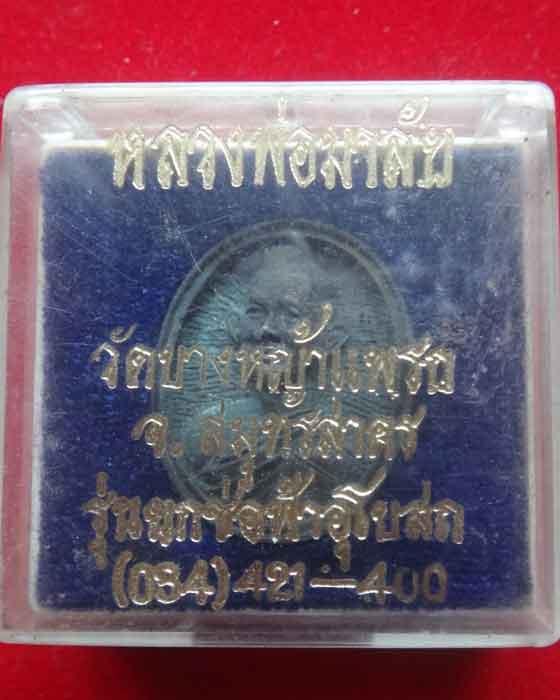 หลวงพ่อมาลัย
วัดบางหญ้าแพรก
จ. สมุทรสาคร
รุ่นยกช่อฟ้าอุโบสถ
(034) 421-400